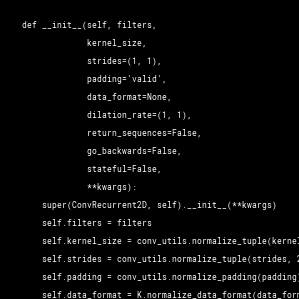 def __init__(self, filters,
kernel_size,
strides=(1, 1),
padding='valid',
data_format=None,
dilation_rate=(1, 1),
return_sequences=False,
go_backwards=False,
stateful=False,
**kwargs):
super(ConvRecurrent2D, self).__init__(**kwargs)
self.filters = filters
self.kernel_size = conv_utils.normalize_tuple(kernel
self.strides = conv_utils.normalize_tuple(strides, 2
self.padding = conv_utils.normalize_padding(padding)
self.data_format = K.normalize_data_format(data_form